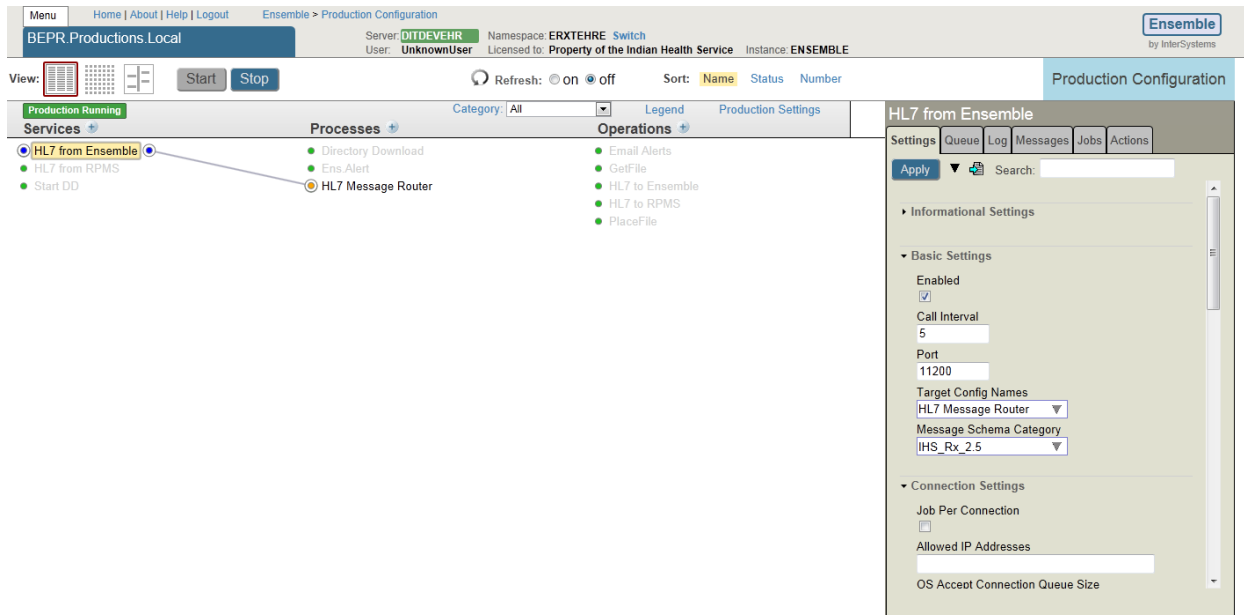 Menu Home | About | Help | Logout Ensemble > Production Configuration
BEPR.Productions.Local
Server: DITDEVEHR Namespace: ERXTEHRE Switch
User: UnknownUser Licensed to: Property of the Indian Health Service Instance: ENSEMBLE
Ensemble
by InterSystems
View: Start Stop Refresh: on off Sort: Name Status Number Production Configuration
Production Running Category: All Legend Production Settings
Services Processes Operations
HL7 from Ensemble Directory Download Email Alerts
HL7 from RPMS Ens.Alert GetFile
Start DD HL7 Message Router HL7 to Ensemble
HL7 to RPMS
PlaceFile
HL7 from Ensemble
Settings Queue Log Messages Jobs Actions
Apply Search:
Informational Settings
Basic Settings
Enabled
Call Interval
5
Port
11200
Target Config Names
HL7 Message Router
Message Schema Category
IHS_Rx_2.5
Connection Settings
Job Per Connection
Allowed IP Addresses
OS Accept Connection Queue Size